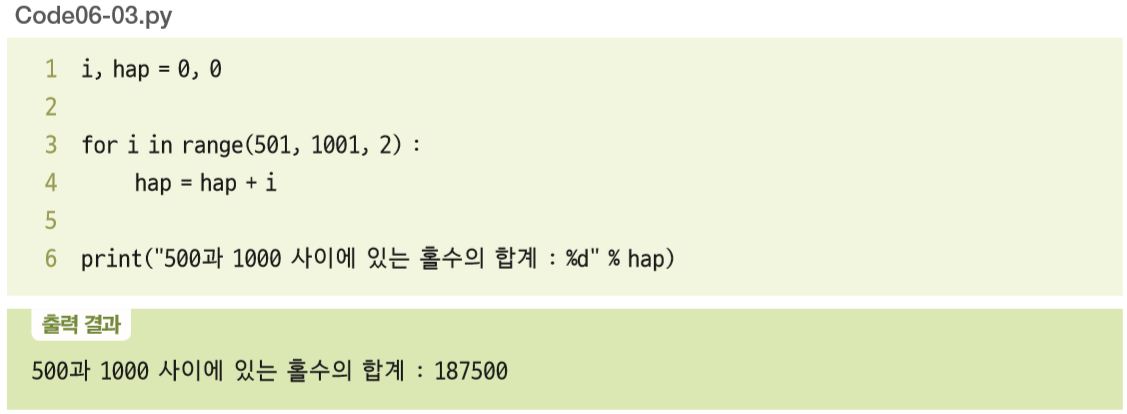 Code06-03.py
1 i, hap = 0, 0
2
3 for i in range(501, 1001, 2) :
4 hap = hap + i
5
6 print("500과 1000 사이에 있는 홀수의 합계 : %d" % hap)
출력 결과
500과 1000 사이에 있는 홀수의 합계 : 187500